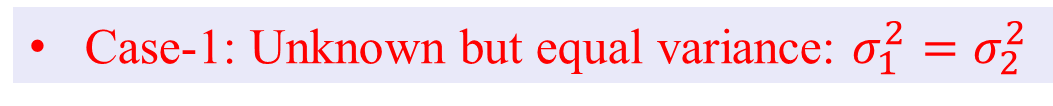 • Case-1: Unknown but equal variance: σ₁² = σ₂²